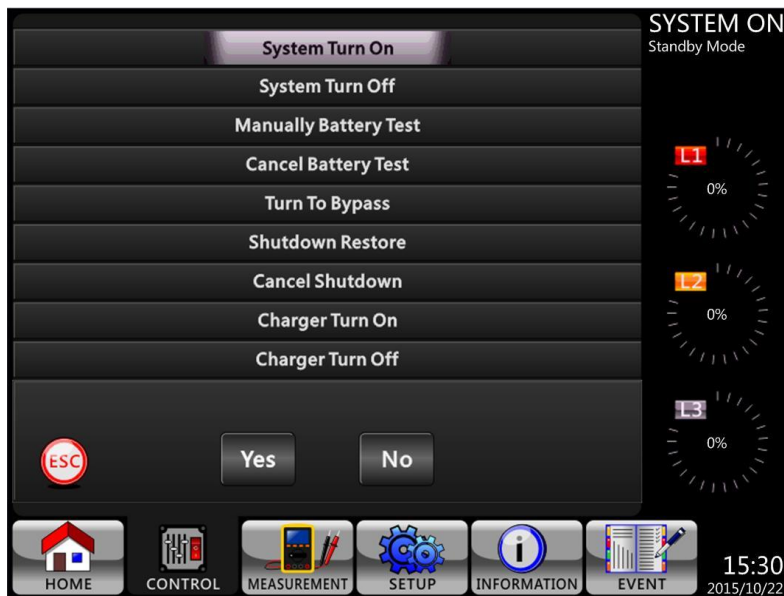 SYSTEM ON
Standby Mode
System Turn On
System Turn Off
Manually Battery Test
Cancel Battery Test
Turn To Bypass
Shutdown Restore
Cancel Shutdown
Charger Turn On
Charger Turn Off
L1
0%
L2
0%
L3
0%
ESC
Yes
No
HOME
CONTROL
MEASUREMENT
SETUP
INFORMATION
EVENT
15:30
2015/10/22